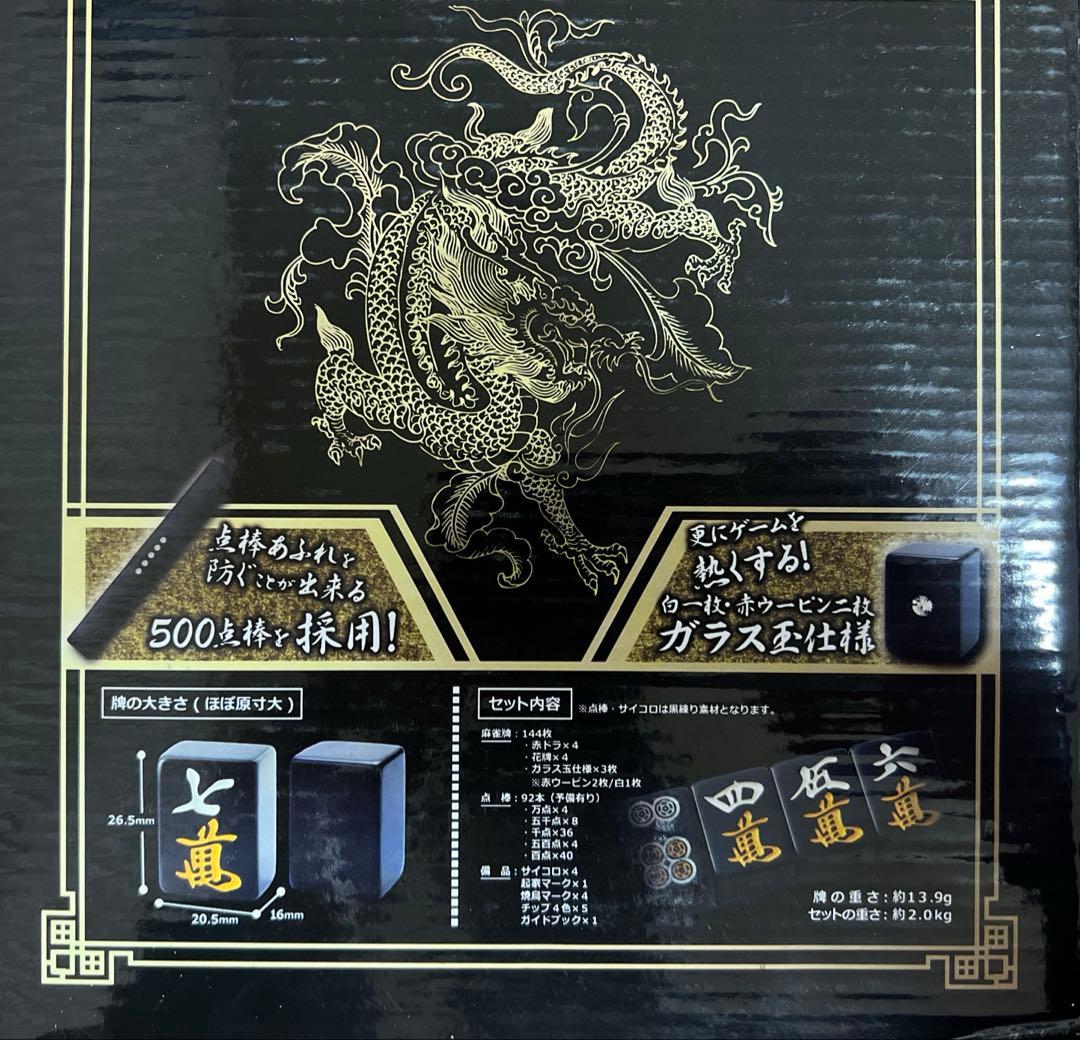 点棒あふれを
防ぐことが出来る
500点棒を採用!
更にゲームを
熱くする!
白一枚・赤ウーピン二枚
ガラス玉仕様
牌の大きさ ( ほぼ原寸大 )
七
萬
26.5mm
20.5mm
16mm
セット内容 ※点棒・サイコロは黒練り素材となります。
麻雀牌：144枚
・赤ドラ×４
・花牌×４
・ガラス玉仕様×３枚
※赤ウーピン2枚/白1枚
点　棒：92本（予備有り）
・万点×４
・五千点×８
・千点×36
・五百点×４
・百点×40
備　品：サイコロ×４
起家マーク×１
焼鳥マーク×４
チップ４色×５
ガイドブック×１
四
萬
伍
萬
六
萬
牌の重さ：約13.9g
セットの重さ：約2.0kg